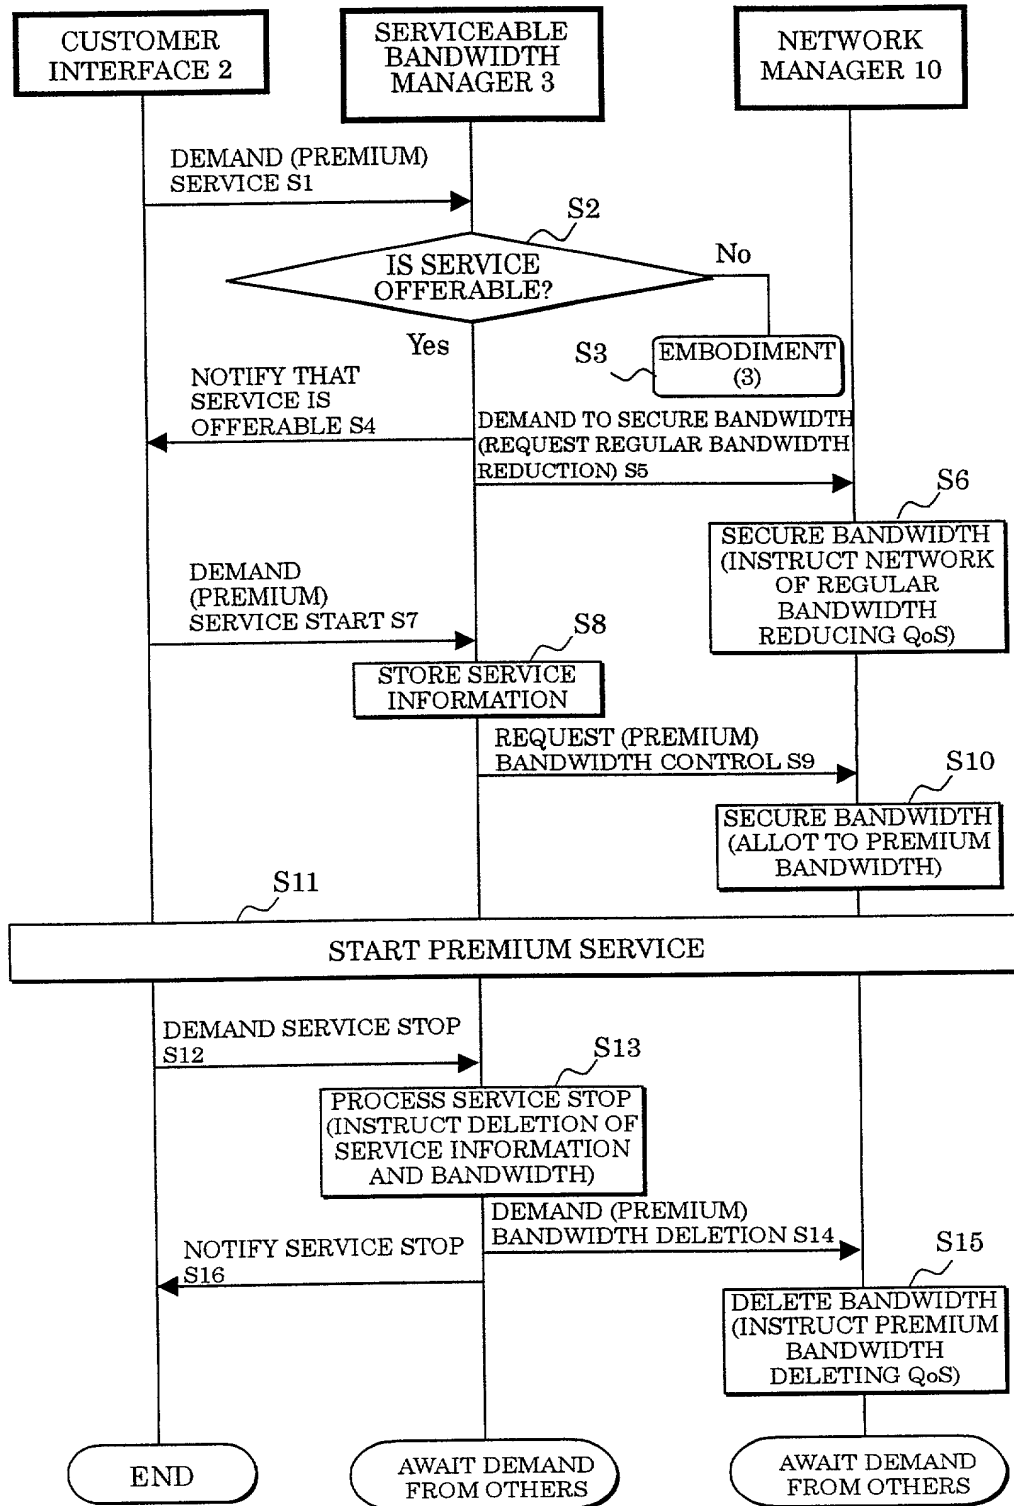 CUSTOMER
INTERFACE 2
SERVICEABLE
BANDWIDTH
MANAGER 3
NETWORK
MANAGER 10
DEMAND (PREMIUM)
SERVICE S1
S2
IS SERVICE
OFFERABLE?
No
Yes
S3
EMBODIMENT
(3)
NOTIFY THAT
SERVICE IS
OFFERABLE S4
DEMAND TO SECURE BANDWIDTH
(REQUEST REGULAR BANDWIDTH
REDUCTION) S5
S6
SECURE BANDWIDTH
(INSTRUCT NETWORK
OF REGULAR
BANDWIDTH
REDUCING QoS)
DEMAND
(PREMIUM)
SERVICE START S7
S8
STORE SERVICE
INFORMATION
REQUEST (PREMIUM)
BANDWIDTH CONTROL S9
S10
SECURE BANDWIDTH
(ALLOT TO PREMIUM
BANDWIDTH)
S11
START PREMIUM SERVICE
DEMAND SERVICE STOP
S12
S13
PROCESS SERVICE STOP
(INSTRUCT DELETION OF
SERVICE INFORMATION
AND BANDWIDTH)
DEMAND (PREMIUM)
BANDWIDTH DELETION S14
NOTIFY SERVICE STOP
S16
S15
DELETE BANDWIDTH
(INSTRUCT PREMIUM
BANDWIDTH
DELETING QoS)
END
AWAIT DEMAND
FROM OTHERS
AWAIT DEMAND
FROM OTHERS